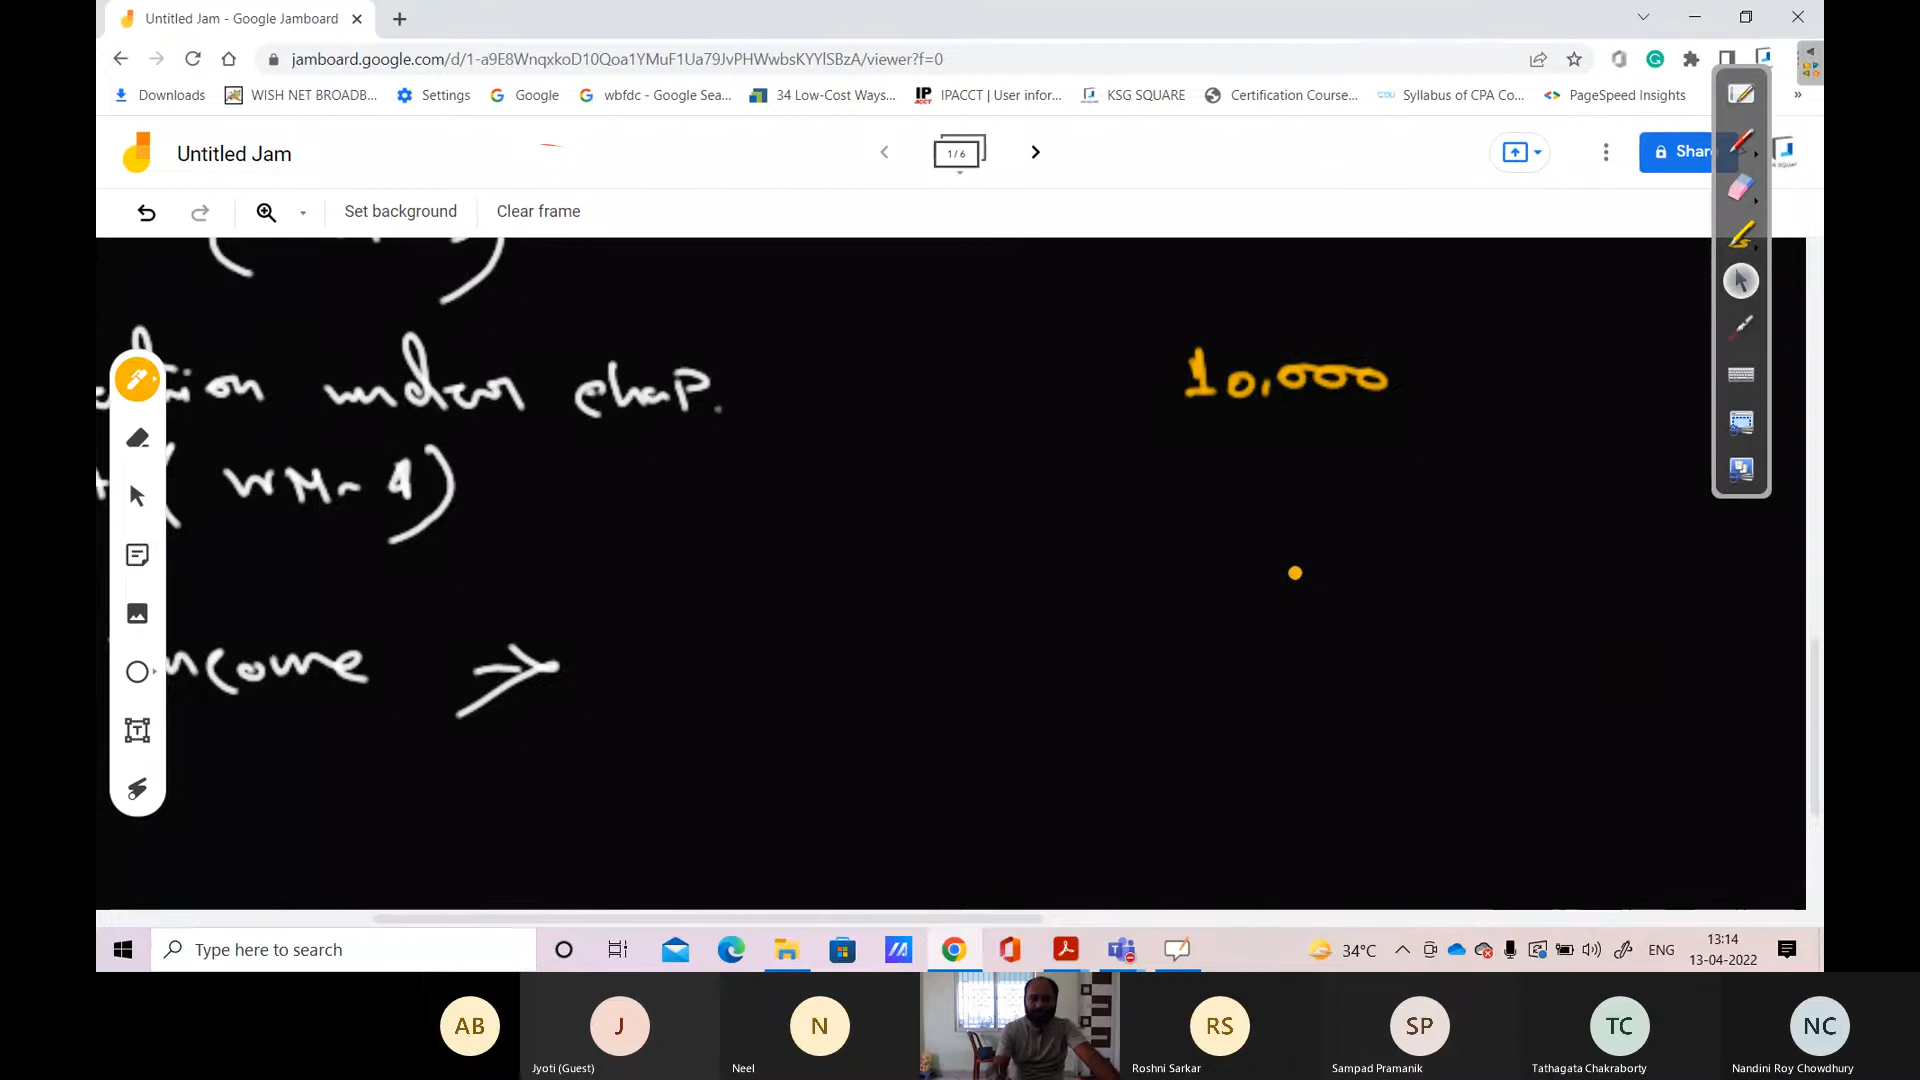 Untitled Jam - Google Jamboard
jamboard.google.com/d/1-a9E8WnqxkoD10Qoa1YMuF1Ua79JvPHWwbsKYYlSBzA/viewer?f=0
Downloads WISH NET BROADB... Settings Google wbfdc - Google Sea... 34 Low-Cost Ways... IPACCT | User infor... KSG SQUARE Certification Course... Syllabus of CPA Co... PageSpeed Insights »
Untitled Jam 1 / 6 Shar
Set background Clear frame
tion under chap. 10,000
( WM- 4)
income
Type here to search 34°C ENG 13:14
13-04-2022
AB J N RS SP TC NC
Jyoti (Guest) Neel Roshni Sarkar Sampad Pramanik Tathagata Chakraborty Nandini Roy Chowdhury